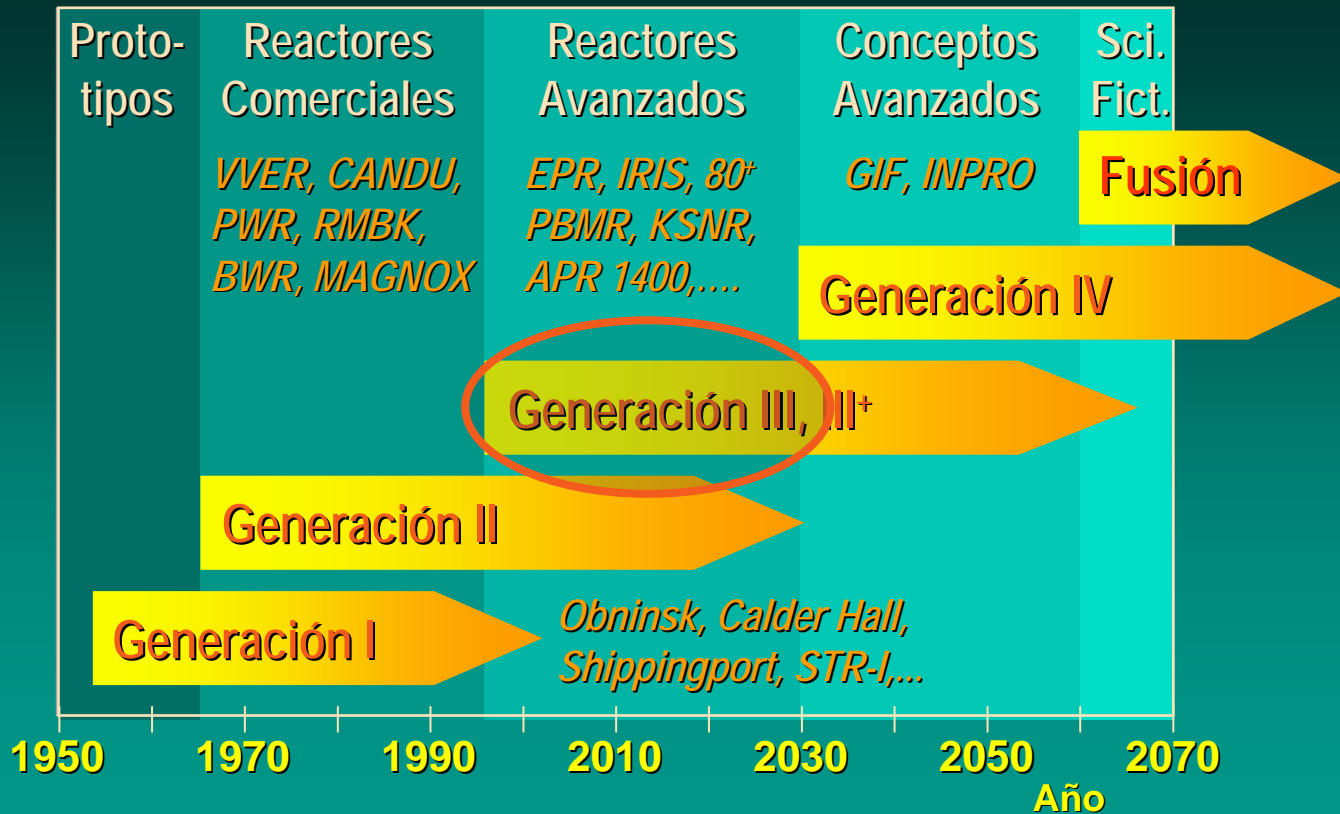 Proto-
tipos
Reactores
Comerciales
Reactores
Avanzados
Conceptos
Avanzados
Sci.
Fict.
VVER, CANDU,
PWR, RMBK,
BWR, MAGNOX
EPR, IRIS, 80+
PBMR, KSNR,
APR 1400,....
GIF, INPRO
Fusión
Generación IV
Generación III, III+
Generación II
Generación I
Obninsk, Calder Hall,
Shippingport, STR-I,...
1950 1970 1990 2010 2030 2050 2070
Año